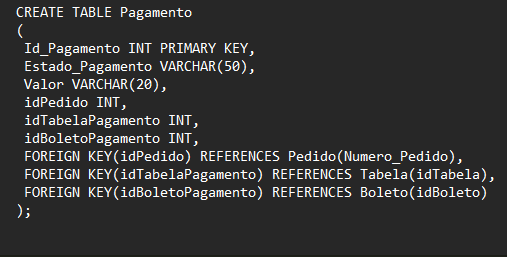 CREATE TABLE Pagamento
(
Id_Pagamento INT PRIMARY KEY,
Estado_Pagamento VARCHAR(50),
Valor VARCHAR(20),
idPedido INT,
idTabelaPagamento INT,
idBoletoPagamento INT,
FOREIGN KEY(idPedido) REFERENCES Pedido(Numero_Pedido),
FOREIGN KEY(idTabelaPagamento) REFERENCES Tabela(idTabela),
FOREIGN KEY(idBoletoPagamento) REFERENCES Boleto(idBoleto)
);